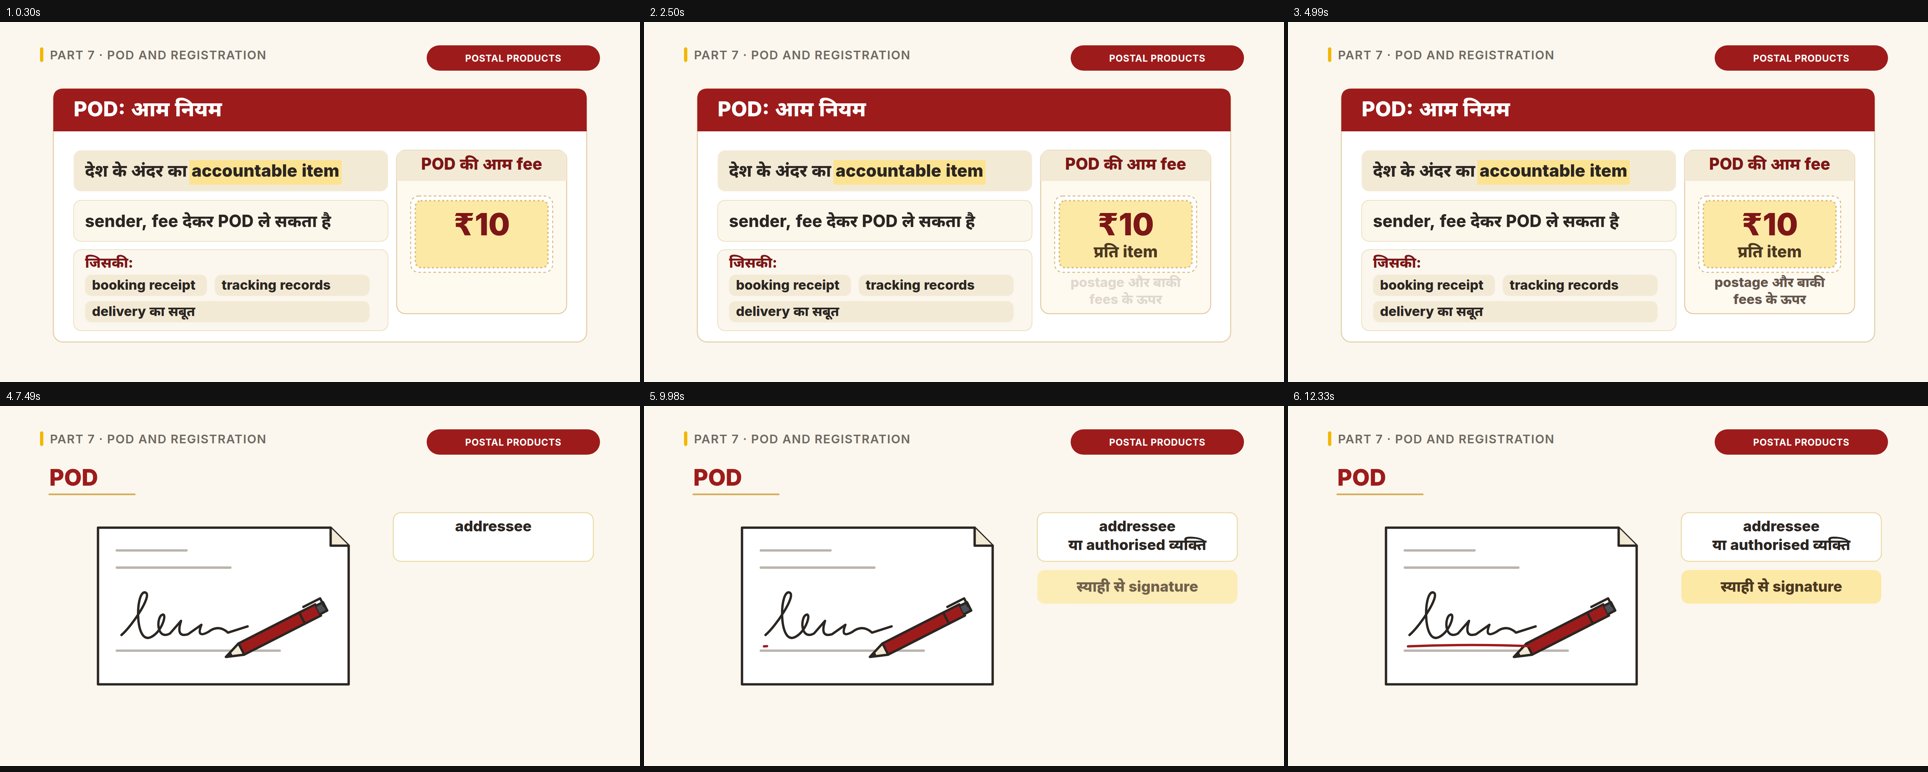 1. 0.30s
PART 7 · POD AND REGISTRATION
POSTAL PRODUCTS
POD: आम नियम
देश के अंदर का accountable item
sender, fee देकर POD ले सकता है
जिसकी:
booking receipt
tracking records
delivery का सबूत
POD की आम fee
₹10
2. 2.50s
PART 7 · POD AND REGISTRATION
POSTAL PRODUCTS
POD: आम नियम
देश के अंदर का accountable item
sender, fee देकर POD ले सकता है
जिसकी:
booking receipt
tracking records
delivery का सबूत
POD की आम fee
₹10
प्रति item
postage और बाकी
fees के ऊपर
3. 4.99s
PART 7 · POD AND REGISTRATION
POSTAL PRODUCTS
POD: आम नियम
देश के अंदर का accountable item
sender, fee देकर POD ले सकता है
जिसकी:
booking receipt
tracking records
delivery का सबूत
POD की आम fee
₹10
प्रति item
postage और बाकी
fees के ऊपर
4. 7.49s
PART 7 · POD AND REGISTRATION
POSTAL PRODUCTS
POD
addressee
5. 9.98s
PART 7 · POD AND REGISTRATION
POSTAL PRODUCTS
POD
addressee
या authorised व्यक्ति
स्याही से signature
6. 12.33s
PART 7 · POD AND REGISTRATION
POSTAL PRODUCTS
POD
addressee
या authorised व्यक्ति
स्याही से signature